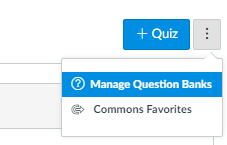 + Quiz
Manage Question Banks
Commons Favorites